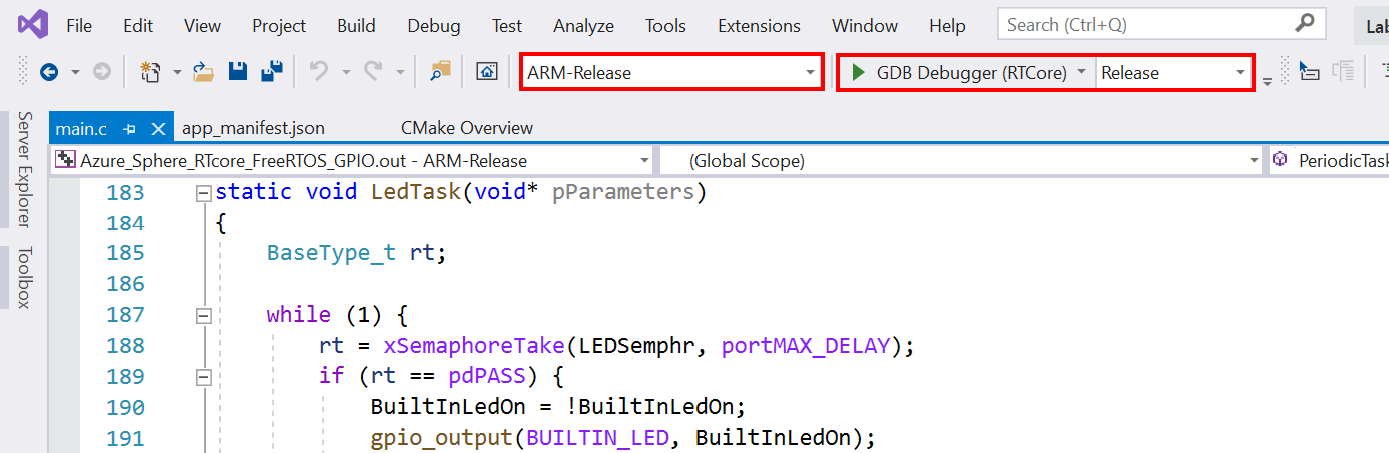 File Edit View Project Build Debug Test Analyze Tools Extensions Window Help Search (Ctrl+Q) Lab
ARM-Release GDB Debugger (RTCore) Release
Server Explorer
Toolbox
main.c app_manifest.json CMake Overview
Azure_Sphere_RTcore_FreeRTOS_GPIO.out - ARM-Release (Global Scope) PeriodicTask
183 static void LedTask(void* pParameters)
184 {
185 BaseType_t rt;
186
187 while (1) {
188 rt = xSemaphoreTake(LEDSemphr, portMAX_DELAY);
189 if (rt == pdPASS) {
190 BuiltInLedOn = !BuiltInLedOn;
191 gpio_output(BUILTIN_LED, BuiltInLedOn);